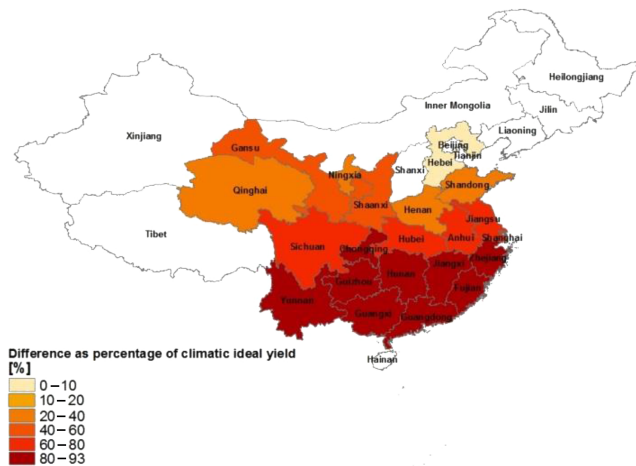 Heilongjiang
Inner Mongolia
Jilin
Liaoning
Xinjiang
Beijing
Tianjin
Gansu
Hebei
Shanxi
Ningxia
Qinghai
Shandong
Shaanxi
Henan
Jiangsu
Tibet
Sichuan
Hubei
Anhui
Shanghai
Chongqing
Zhejiang
Hunan
Jiangxi
Guizhou
Fujian
Yunnan
Guangxi
Guangdong
Hainan
Difference as percentage of climatic ideal yield
[%]
0–10
10–20
20–40
40–60
60–80
80–93